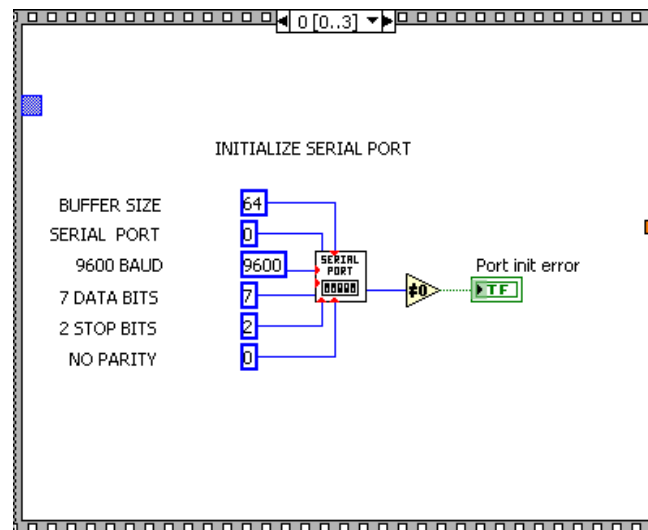 0 [0..3]
INITIALIZE SERIAL PORT
BUFFER SIZE 64
SERIAL PORT 0
9600 BAUD 9600
7 DATA BITS 7
2 STOP BITS 2
NO PARITY 0
SERIAL
PORT
≠0
Port init error
TF